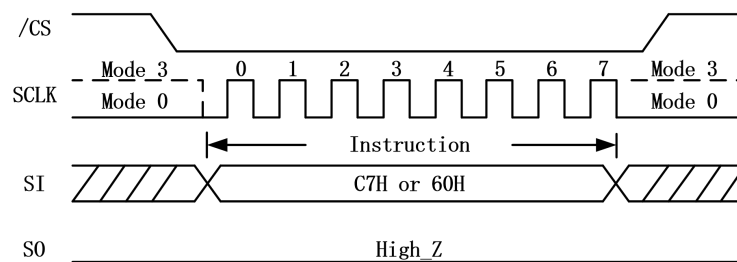 /CS
Mode 3 0 1 2 3 4 5 6 7 Mode 3
SCLK
Mode 0 Mode 0
Instruction
SI C7H or 60H
SO High_Z